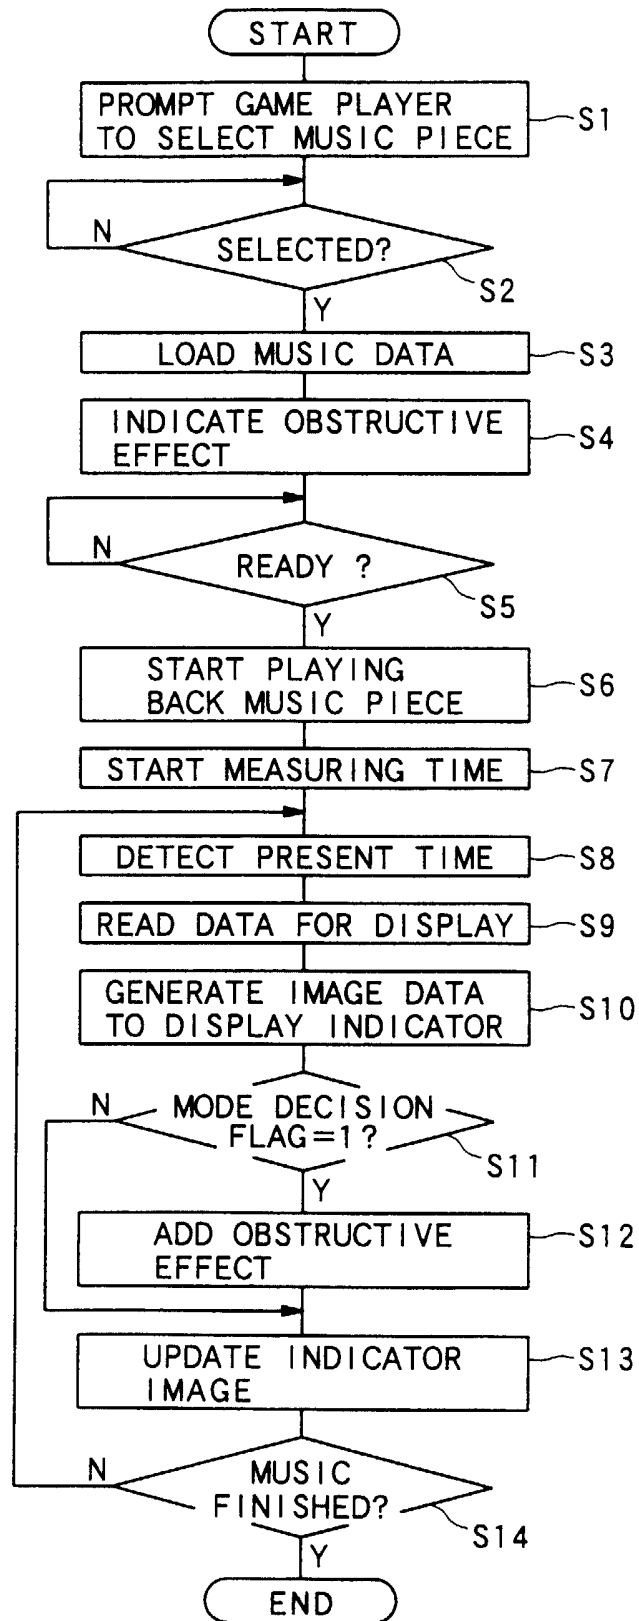 START
PROMPT GAME PLAYER
TO SELECT MUSIC PIECE
S1
N
SELECTED?
S2
Y
LOAD MUSIC DATA
S3
INDICATE OBSTRUCTIVE
EFFECT
S4
N
READY ?
S5
Y
START PLAYING
BACK MUSIC PIECE
S6
START MEASURING TIME
S7
DETECT PRESENT TIME
S8
READ DATA FOR DISPLAY
S9
GENERATE IMAGE DATA
TO DISPLAY INDICATOR
S10
N
MODE DECISION
FLAG=1?
S11
Y
ADD OBSTRUCTIVE
EFFECT
S12
UPDATE INDICATOR
IMAGE
S13
N
MUSIC
FINISHED?
S14
Y
END